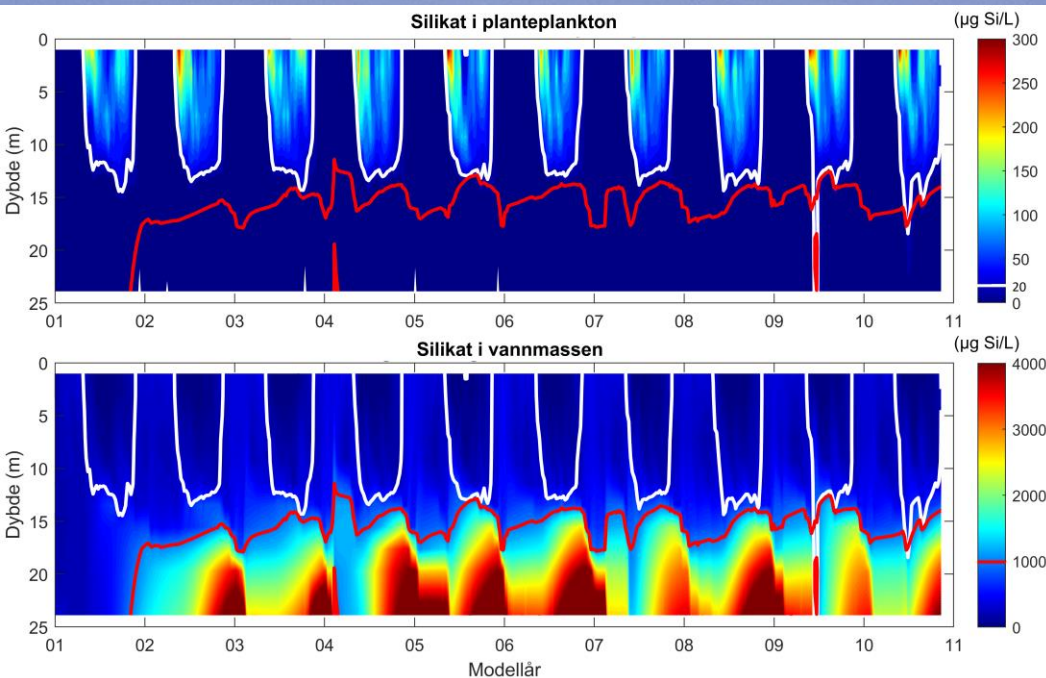 Silikat i planteplankton
(µg Si/L)
0
5
10
15
20
25
Dybde (m)
01 02 03 04 05 06 07 08 09 10 11
300
250
200
150
100
50
20
0
Silikat i vannmassen
(µg Si/L)
0
5
10
15
20
25
Dybde (m)
01 02 03 04 05 06 07 08 09 10 11
Modellår
4000
3000
2000
1000
0